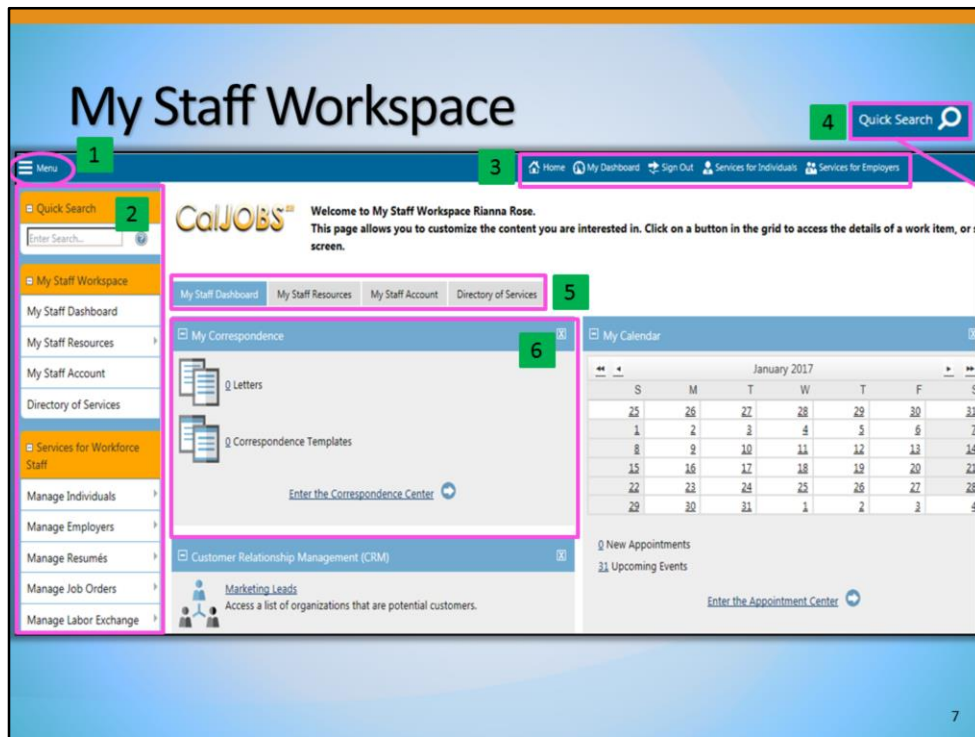 My Staff Workspace
4
Quick Search
1
Menu
3
Home My Dashboard Sign Out Services for Individuals Services for Employers
Quick Search
2
Enter Search...
My Staff Workspace
My Staff Dashboard
My Staff Resources
My Staff Account
Directory of Services
Services for Workforce
Staff
Manage Individuals
Manage Employers
Manage Resumés
Manage Job Orders
Manage Labor Exchange
CalJOBS℠
Welcome to My Staff Workspace Rianna Rose.
This page allows you to customize the content you are interested in. Click on a button in the grid to access the details of a work item, or
screen.
My Staff Dashboard My Staff Resources My Staff Account Directory of Services
5
My Correspondence
6
0 Letters
0 Correspondence Templates
Enter the Correspondence Center
Customer Relationship Management (CRM)
Marketing Leads
Access a list of organizations that are potential customers.
My Calendar
January 2017
S M T W T F S
25 26 27 28 29 30 31
1 2 3 4 5 6 7
8 9 10 11 12 13 14
15 16 17 18 19 20 21
22 23 24 25 26 27 28
29 30 31 1 2 3 4
0 New Appointments
31 Upcoming Events
Enter the Appointment Center
7